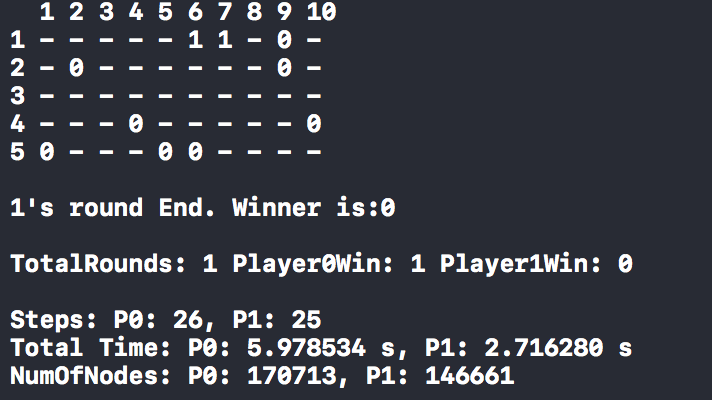 1 2 3 4 5 6 7 8 9 10
1 - - - - - 1 1 - 0 -
2 - 0 - - - - - - 0 -
3 - - - - - - - - - -
4 - - - 0 - - - - - 0
5 0 - - - 0 0 - - - -
1's round End. Winner is:0
TotalRounds: 1 Player0Win: 1 Player1Win: 0
Steps: P0: 26, P1: 25
Total Time: P0: 5.978534 s, P1: 2.716280 s
NumOfNodes: P0: 170713, P1: 146661